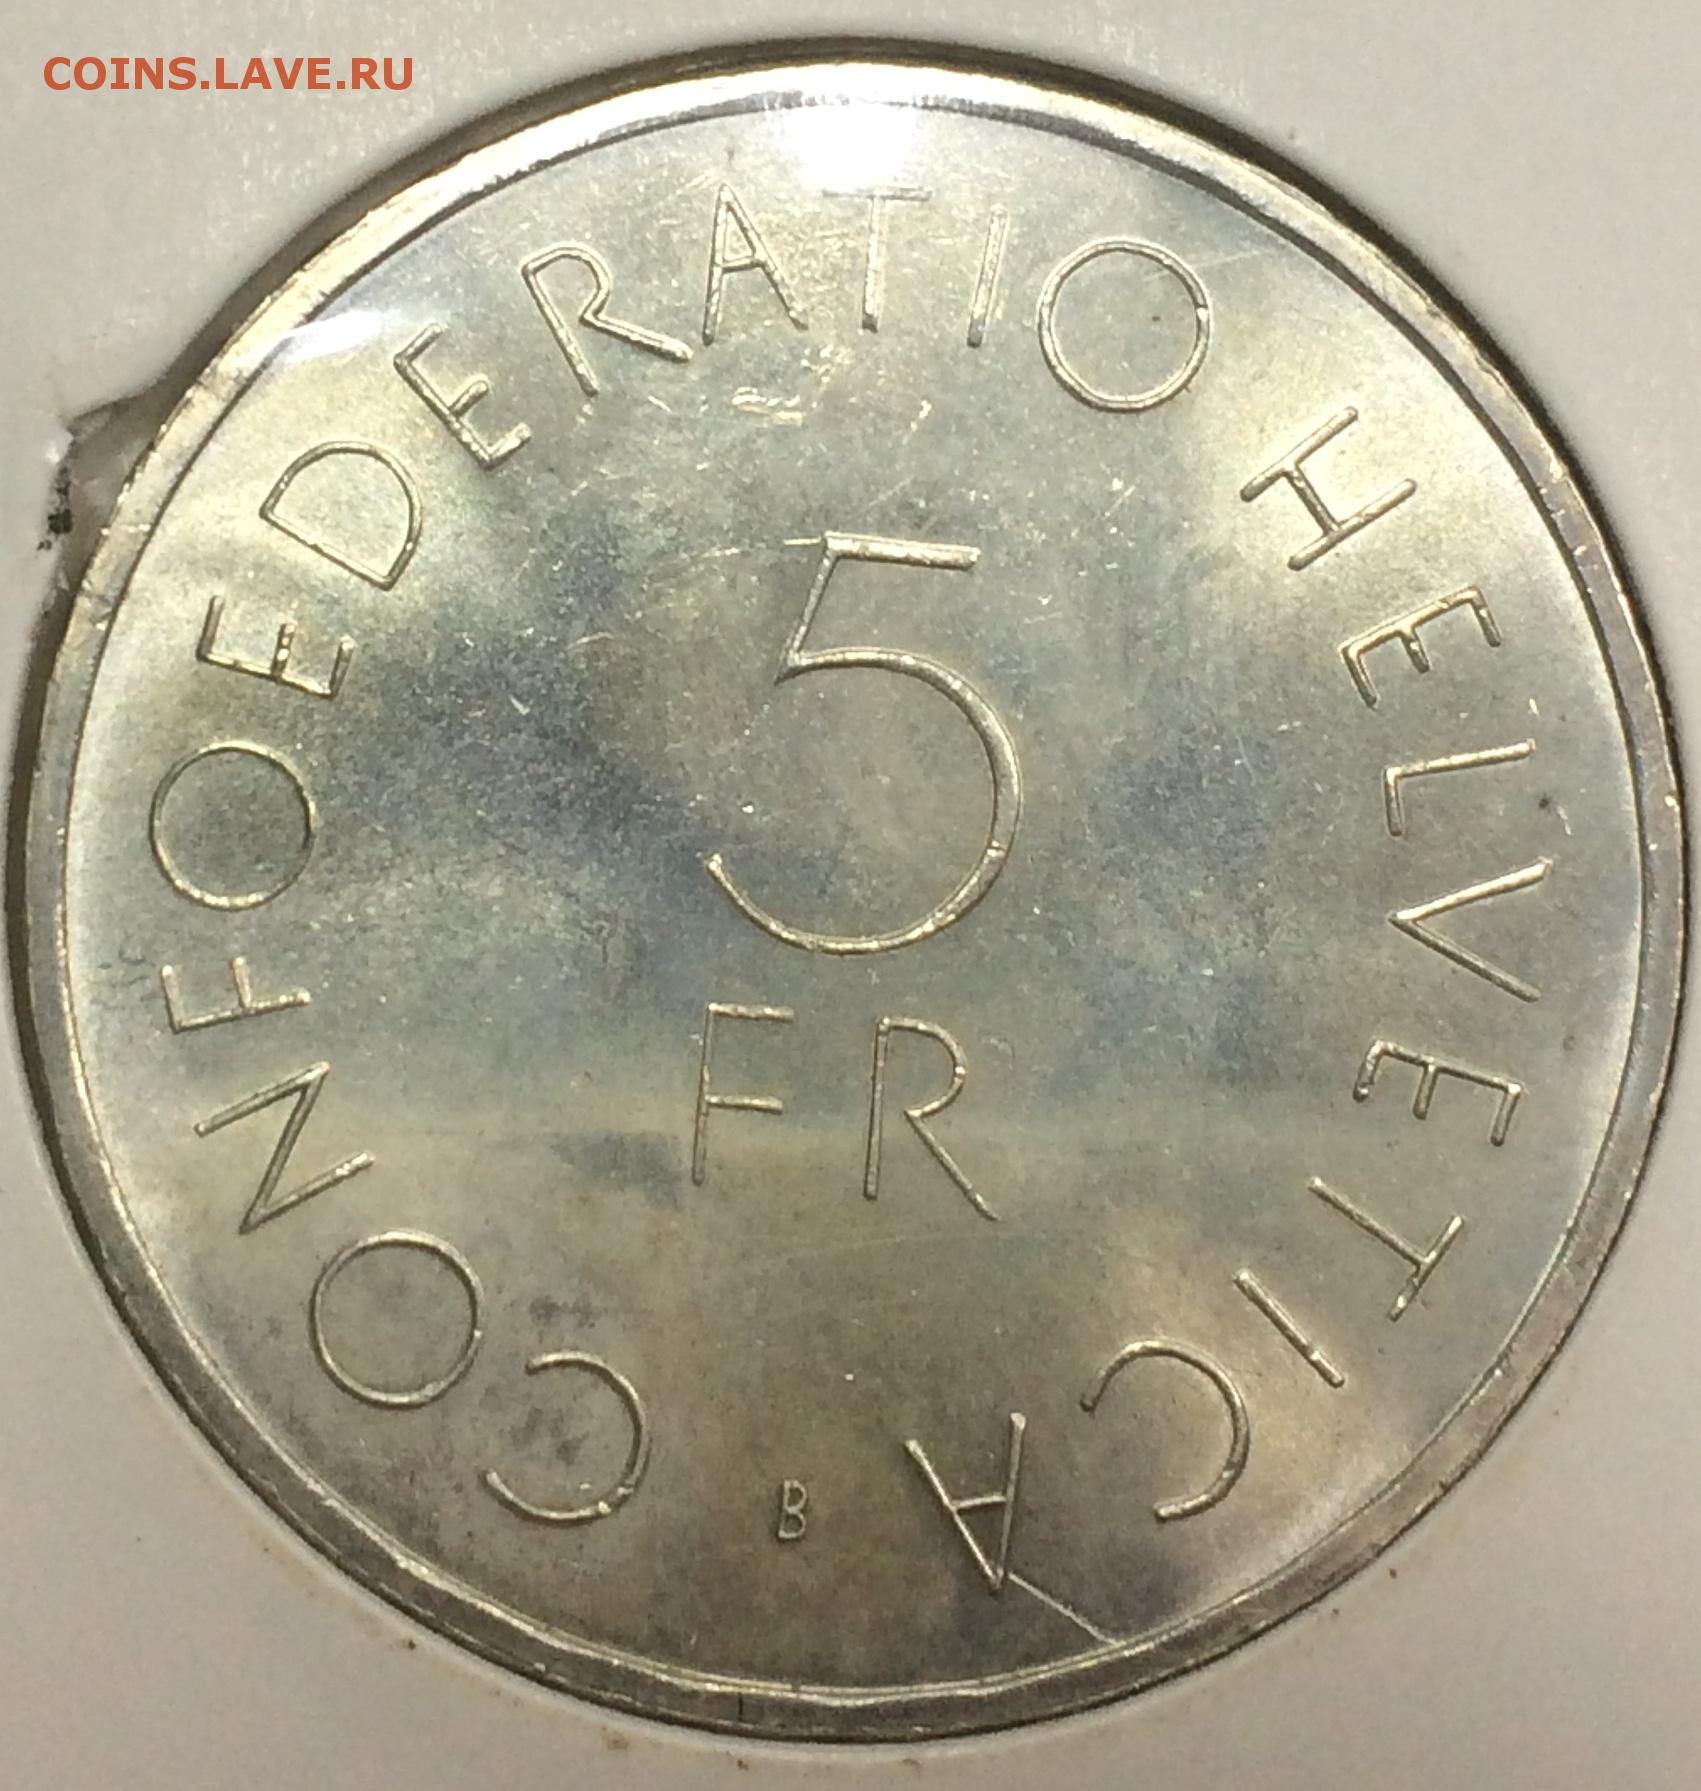 COINS.LAVE.RU
CONFOEDERATIO HELVETICA
5
FR
B